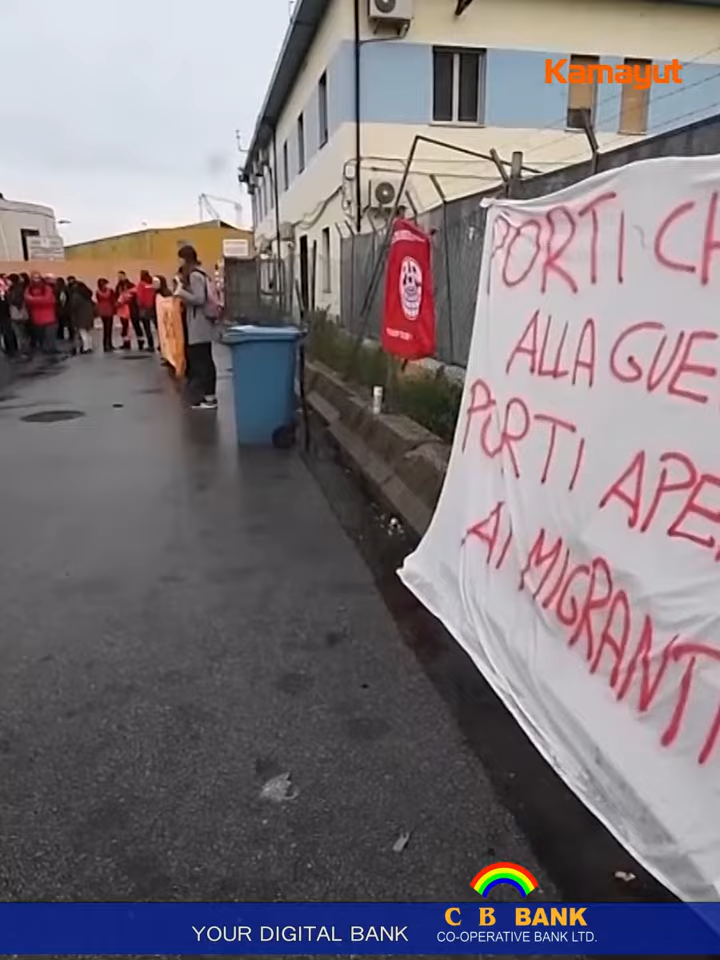 Kamayut
PORTI CH
ALLA GUE
PORTI APE
AI MIGRANTI
YOUR DIGITAL BANK
C B BANK
CO-OPERATIVE BANK LTD.